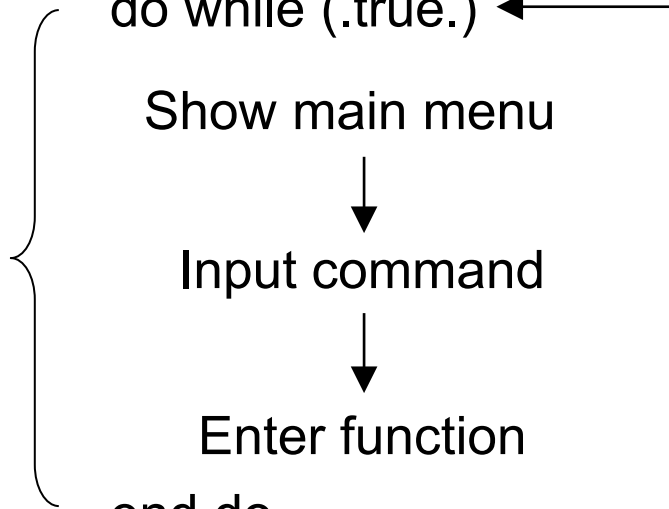 do while (.true.)
Show main menu
Input command
Enter function
end do